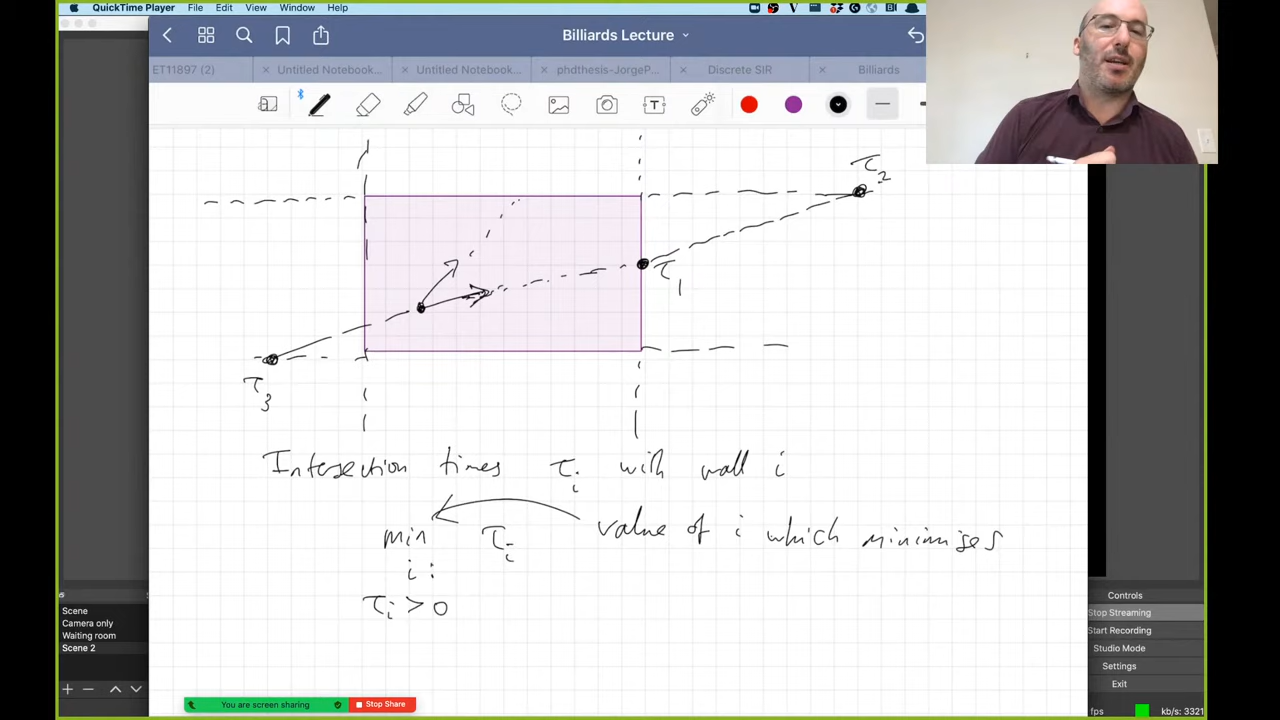 QuickTime Player File Edit View Window Help
Billiards Lecture
ET11897 (2)
× Untitled Notebook...
× Untitled Notebook...
× phdthesis-JorgeP...
× Discrete SIR
× Billiards
T
τ2
τ1
τ3
Intersection times τi with wall i
min τi value of i which minimises
i :
τi > 0
Scene
Camera only
Waiting room
Scene 2
Controls
Stop Streaming
Start Recording
Studio Mode
Settings
Exit
fps
kb/s: 3321
You are screen sharing
Stop Share